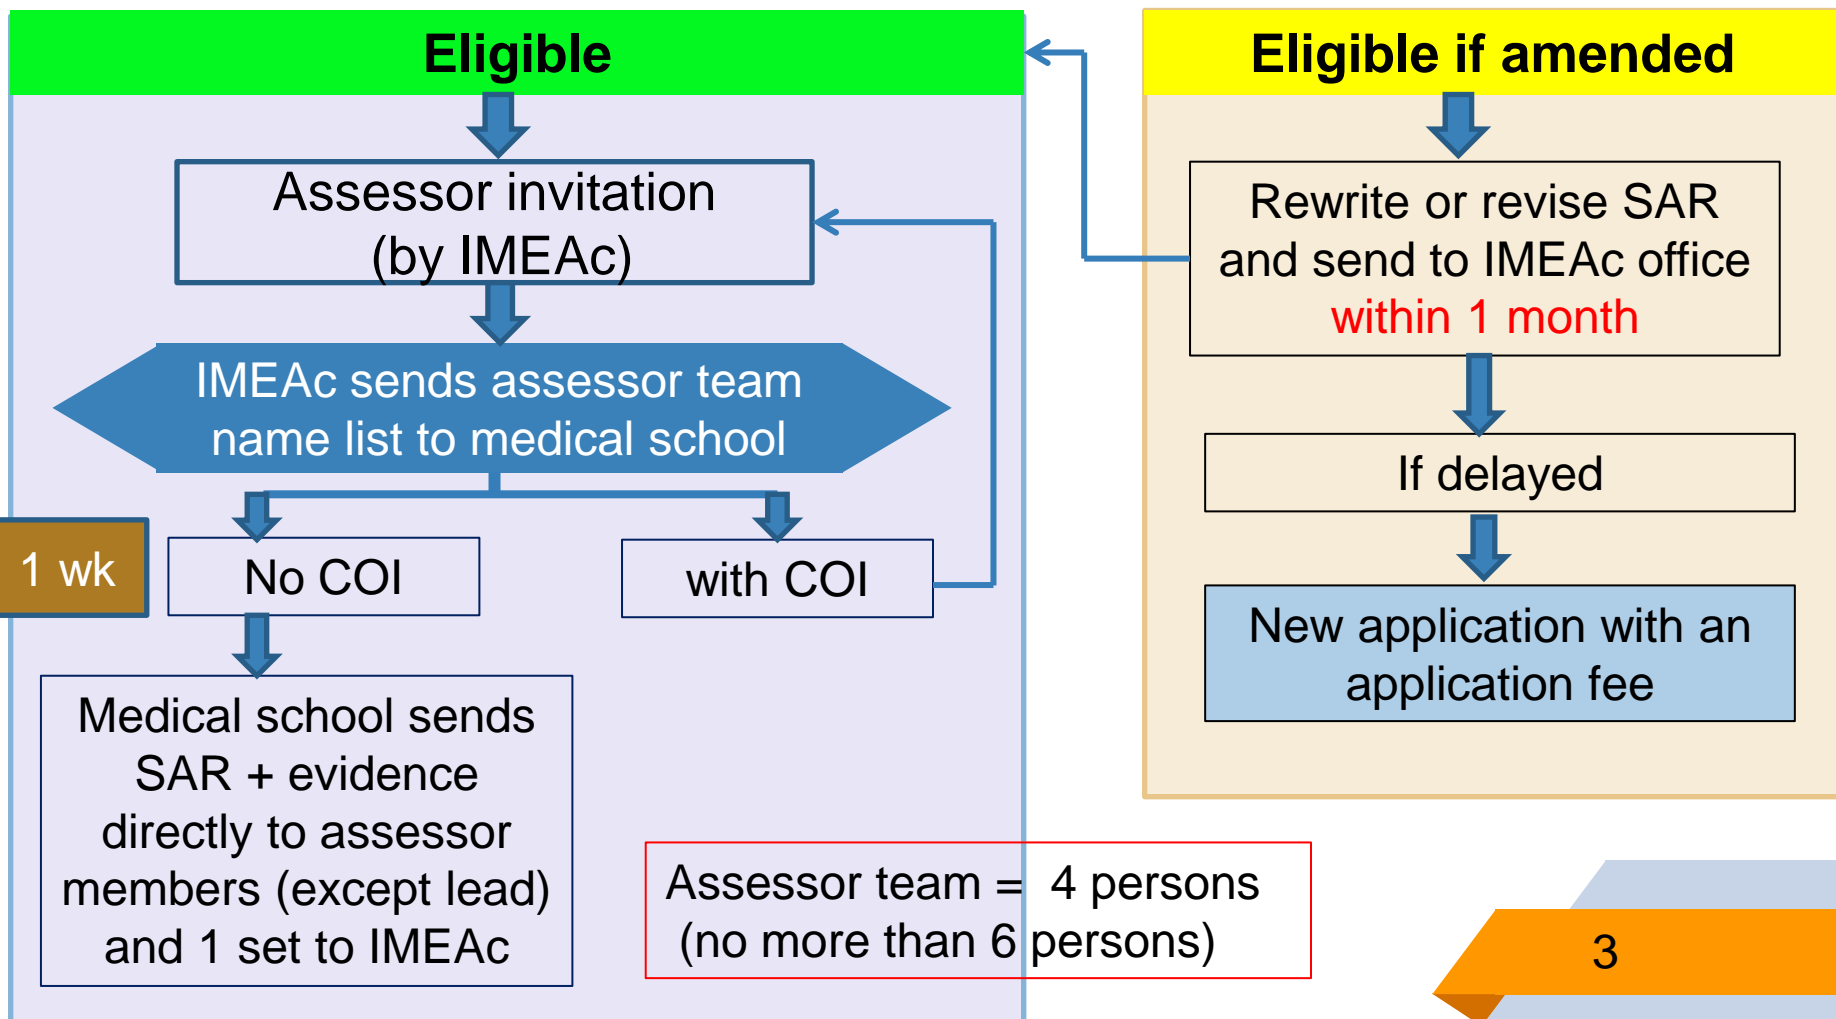 Eligible
Assessor invitation
(by IMEAc)
IMEAc sends assessor team
name list to medical school
1 wk
No COI
with COI
Medical school sends
SAR + evidence
directly to assessor
members (except lead)
and 1 set to IMEAc
Assessor team = 4 persons
(no more than 6 persons)
Eligible if amended
Rewrite or revise SAR
and send to IMEAc office
within 1 month
If delayed
New application with an
application fee
3